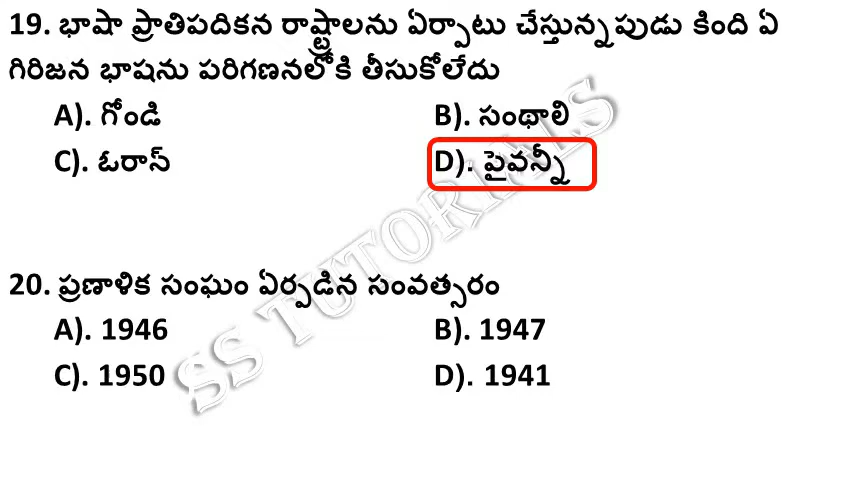 19. భాషా ప్రాతిపదికన రాష్ట్రాలను ఏర్పాటు చేస్తున్నపుడు కింది ఏ
గిరిజన భాషను పరిగణనలోకి తీసుకోలేదు
A). గోండి B). సంథాలి
C). ఓరాస్ D). పైవన్నీ
20. ప్రణాళిక సంఘం ఏర్పడిన సంవత్సరం
A). 1946 B). 1947
C). 1950 D). 1941
SS TUTORIALS